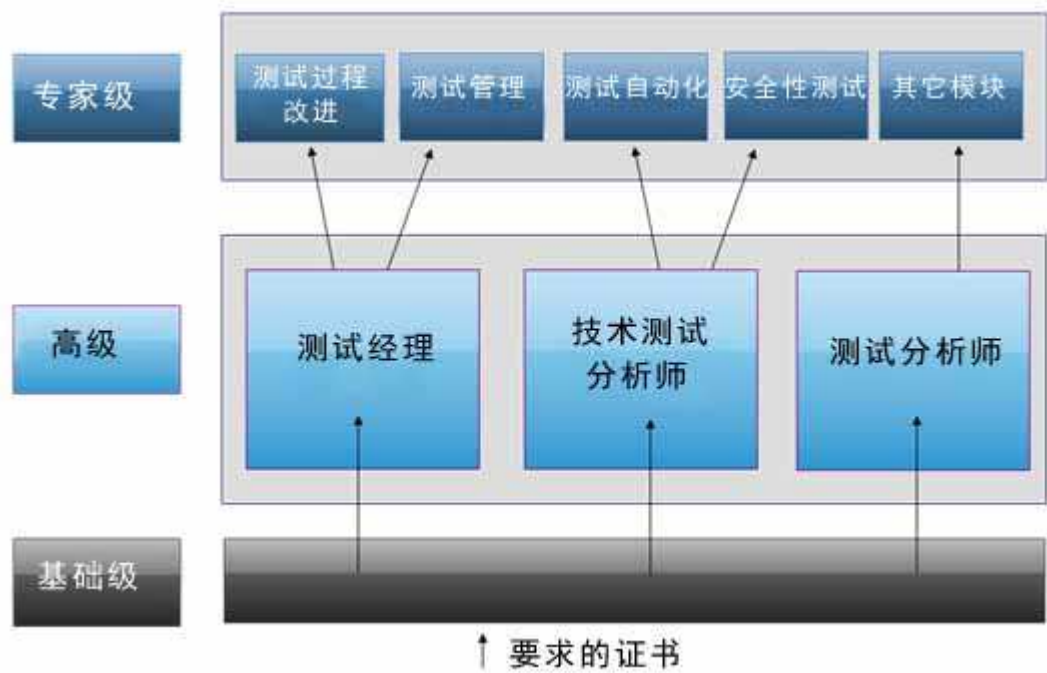 专家级
测试过程
改进
测试管理
测试自动化
安全性测试
其它模块
高级
测试经理
技术测试
分析师
测试分析师
基础级
要求的证书